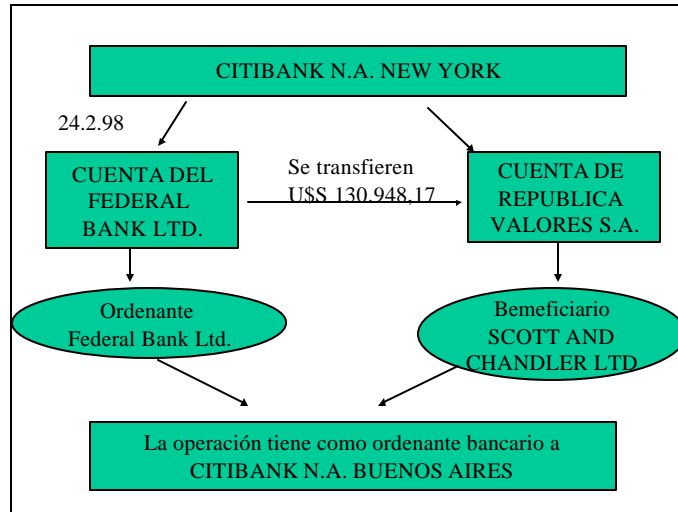 CITIBANK N.A. NEW YORK
24.2.98
CUENTA DEL
FEDERAL
BANK LTD.
Se transfieren
U$S 130.948,17
CUENTA DE
REPUBLICA
VALORES S.A.
Ordenante
Federal Bank Ltd.
Bemeficiario
SCOTT AND
CHANDLER LTD
La operación tiene como ordenante bancario a
CITIBANK N.A. BUENOS AIRES